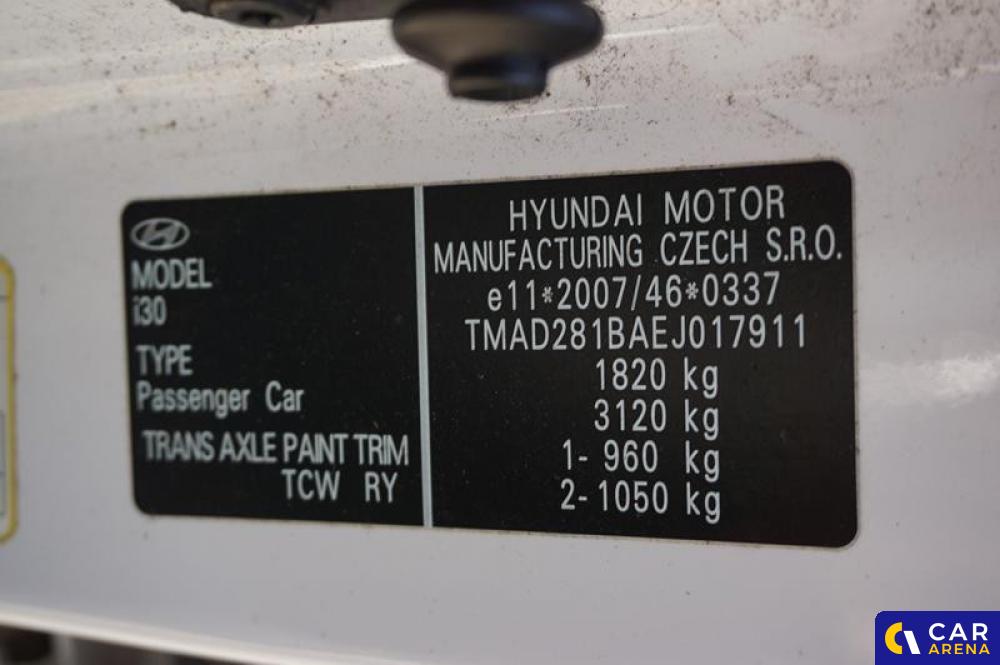 MODEL
i30
TYPE
Passenger Car
TRANS AXLE PAINT TRIM
TCW RY
HYUNDAI MOTOR
MANUFACTURING CZECH S.R.O.
e11*2007/46*0337
TMAD281BAEJ017911
1820 kg
3120 kg
1- 960 kg
2- 1050 kg
CAR
ARENA